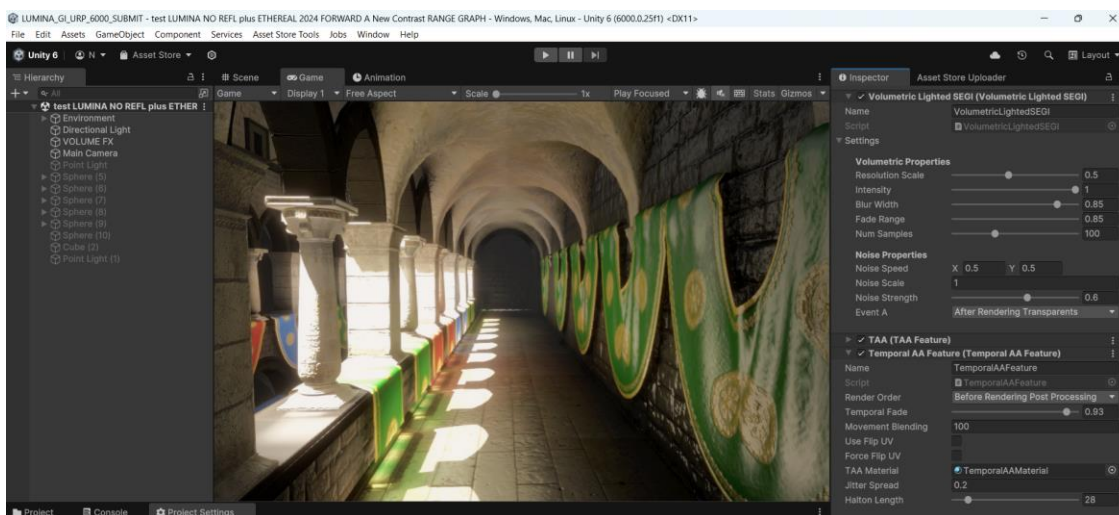 LUMINA_GI_URP_6000_SUBMIT - test LUMINA NO REFL plus ETHEREAL 2024 FORWARD A New Contrast RANGE GRAPH - Windows, Mac, Linux - Unity 6 (6000.0.25f1) <DX11>
File Edit Assets GameObject Component Services Asset Store Tools Jobs Window Help
Unity 6 N Asset Store Layout
Hierarchy
All
test LUMINA NO REFL plus ETHER
Environment
Directional Light
VOLUME FX
Main Camera
Point Light
Sphere (5)
Sphere (6)
Sphere (7)
Sphere (8)
Sphere (9)
Sphere (10)
Cube (2)
Point Light (1)
Scene Game Animation
Game Display 1 Free Aspect Scale 1x Play Focused Stats Gizmos
Inspector Asset Store Uploader
Volumetric Lighted SEGI (Volumetric Lighted SEGI)
Name VolumetricLightedSEGI
Script VolumetricLightedSEGI
Settings
Volumetric Properties
Resolution Scale 0.5
Intensity 1
Blur Width 0.85
Fade Range 0.85
Num Samples 100
Noise Properties
Noise Speed X 0.5 Y 0.5
Noise Scale 1
Noise Strength 0.6
Event A After Rendering Transparents
TAA (TAA Feature)
Temporal AA Feature (Temporal AA Feature)
Name TemporalAAFeature
Script TemporalAAFeature
Render Order Before Rendering Post Processing
Temporal Fade 0.93
Movement Blending 100
Use Flip UV
Force Flip UV
TAA Material TemporalAAMaterial
Jitter Spread 0.2
Halton Length 28
Project Console Project Settings